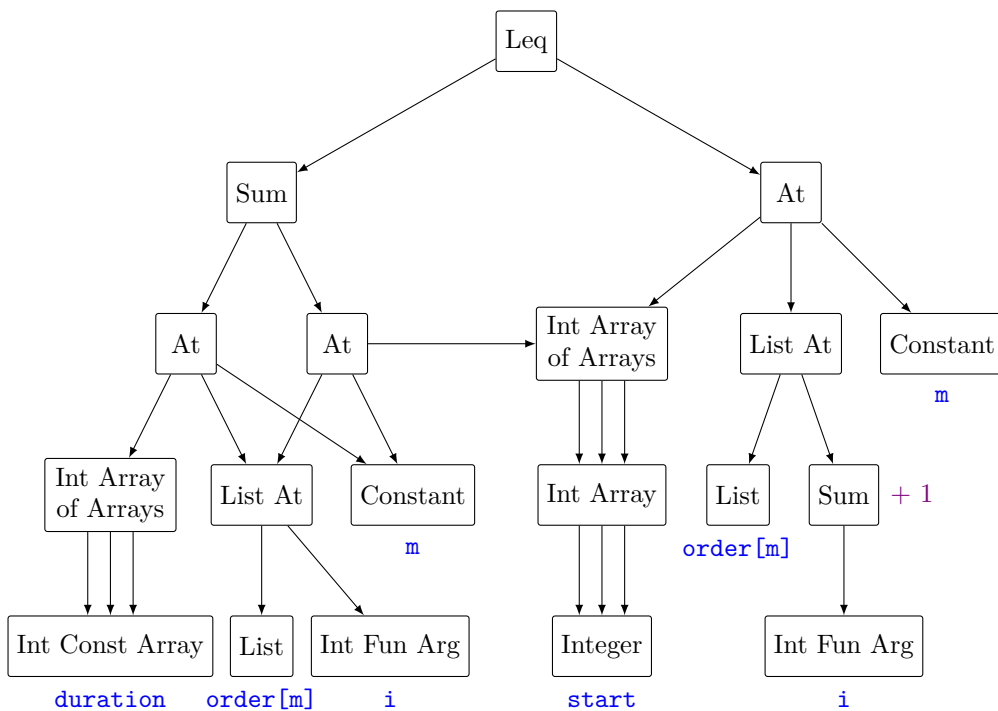 Leq
Sum
At
At
At
Int Array
of Arrays
List At
Constant
m
Int Array
of Arrays
List At
Constant
m
Int Array
List
order[m]
Sum
+ 1
Int Const Array
duration
List
order[m]
Int Fun Arg
i
Integer
start
Int Fun Arg
i